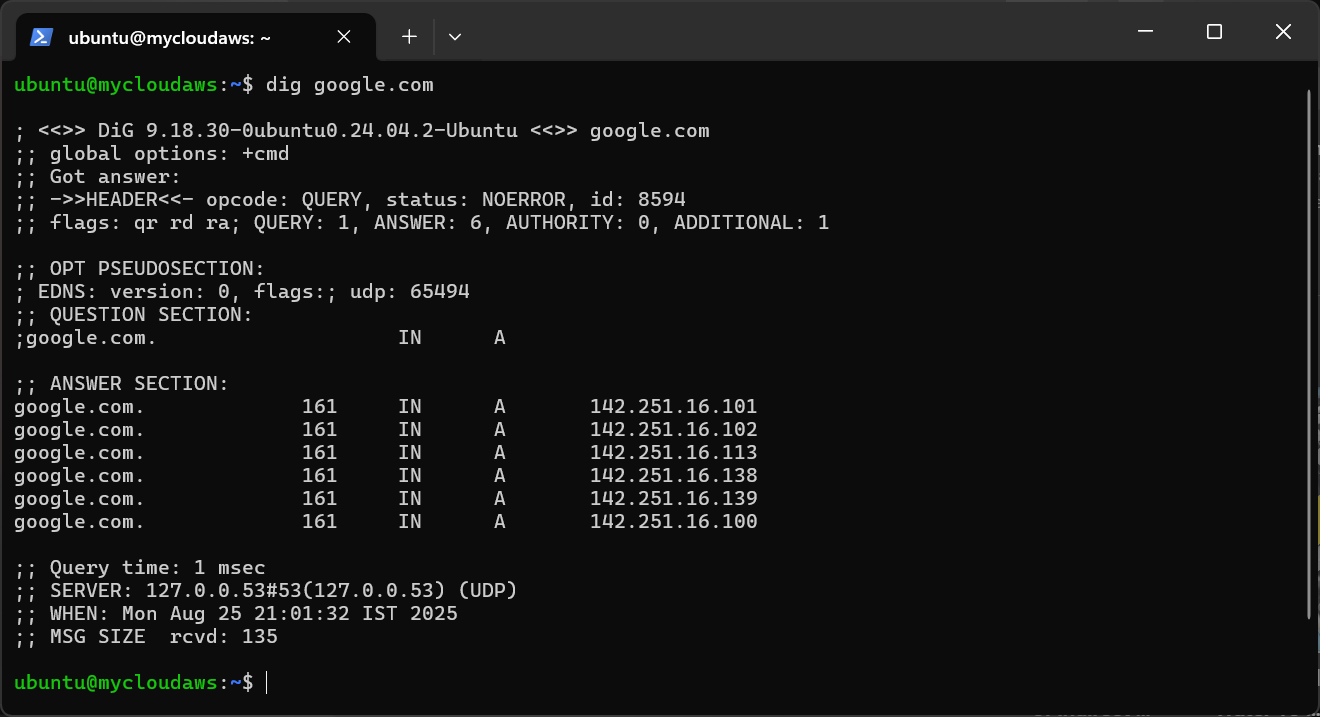 ubuntu@mycloudaws: ~
ubuntu@mycloudaws:~$ dig google.com
; <<>> DiG 9.18.30-0ubuntu0.24.04.2-Ubuntu <<>> google.com
;; global options: +cmd
;; Got answer:
;; ->>HEADER<<- opcode: QUERY, status: NOERROR, id: 8594
;; flags: qr rd ra; QUERY: 1, ANSWER: 6, AUTHORITY: 0, ADDITIONAL: 1
;; OPT PSEUDOSECTION:
; EDNS: version: 0, flags:; udp: 65494
;; QUESTION SECTION:
;google.com. IN A
;; ANSWER SECTION:
google.com. 161 IN A 142.251.16.101
google.com. 161 IN A 142.251.16.102
google.com. 161 IN A 142.251.16.113
google.com. 161 IN A 142.251.16.138
google.com. 161 IN A 142.251.16.139
google.com. 161 IN A 142.251.16.100
;; Query time: 1 msec
;; SERVER: 127.0.0.53#53(127.0.0.53) (UDP)
;; WHEN: Mon Aug 25 21:01:32 IST 2025
;; MSG SIZE  rcvd: 135
ubuntu@mycloudaws:~$